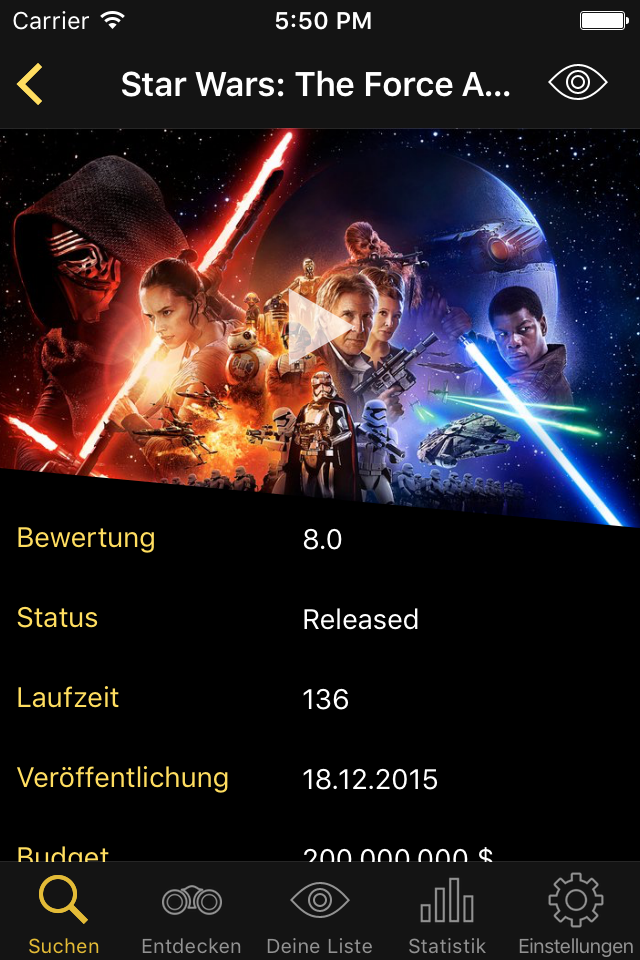 Carrier 5:50 PM
Star Wars: The Force A...
Bewertung 8.0
Status Released
Laufzeit 136
Veröffentlichung 18.12.2015
Budget 200.000.000 $
Suchen Entdecken Deine Liste Statistik Einstellungen